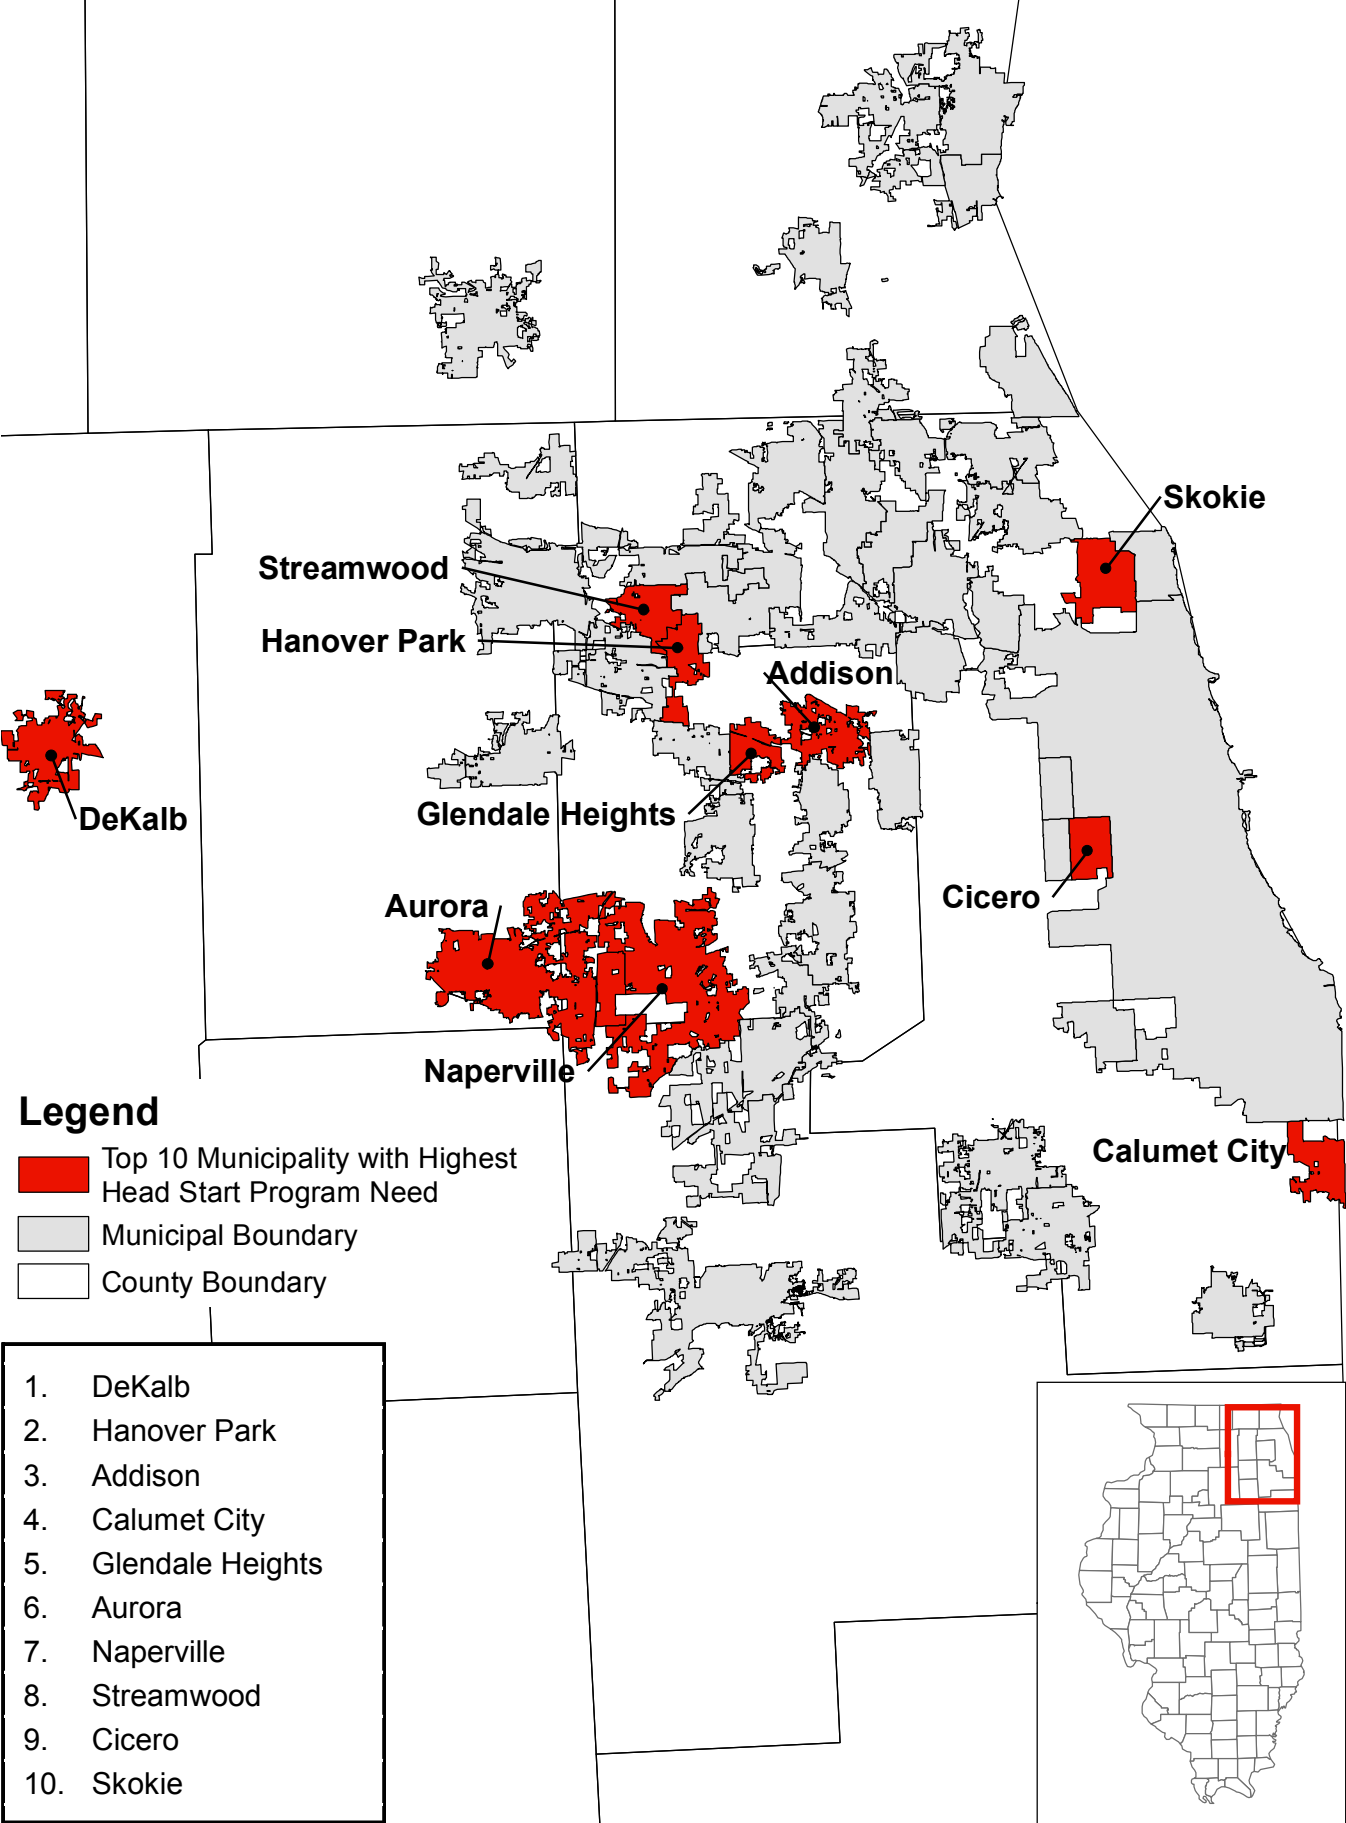 Skokie
Streamwood
Hanover Park
Addison
DeKalb
Glendale Heights
Cicero
Aurora
Naperville
Calumet City
Legend
Top 10 Municipality with Highest
Head Start Program Need
Municipal Boundary
County Boundary
1. DeKalb
2. Hanover Park
3. Addison
4. Calumet City
5. Glendale Heights
6. Aurora
7. Naperville
8. Streamwood
9. Cicero
10. Skokie